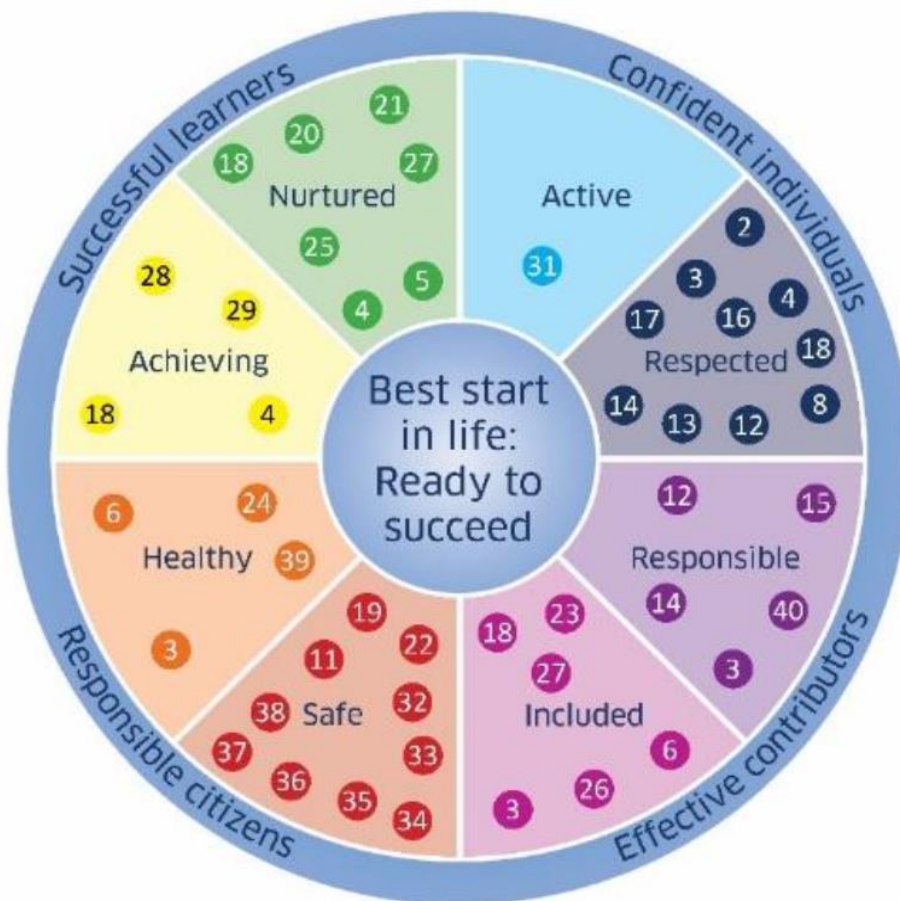 Successful learners
Confident individuals
Effective contributors
Responsible citizens
Best start
in life:
Ready to
succeed
Nurtured
18
20
21
27
25
5
4
Active
31
Respected
2
3
4
17
16
18
14
13
12
8
Responsible
12
15
14
40
3
Included
18
23
27
6
26
3
Safe
19
22
11
32
38
33
37
36
35
34
Healthy
6
24
39
3
Achieving
28
29
18
4